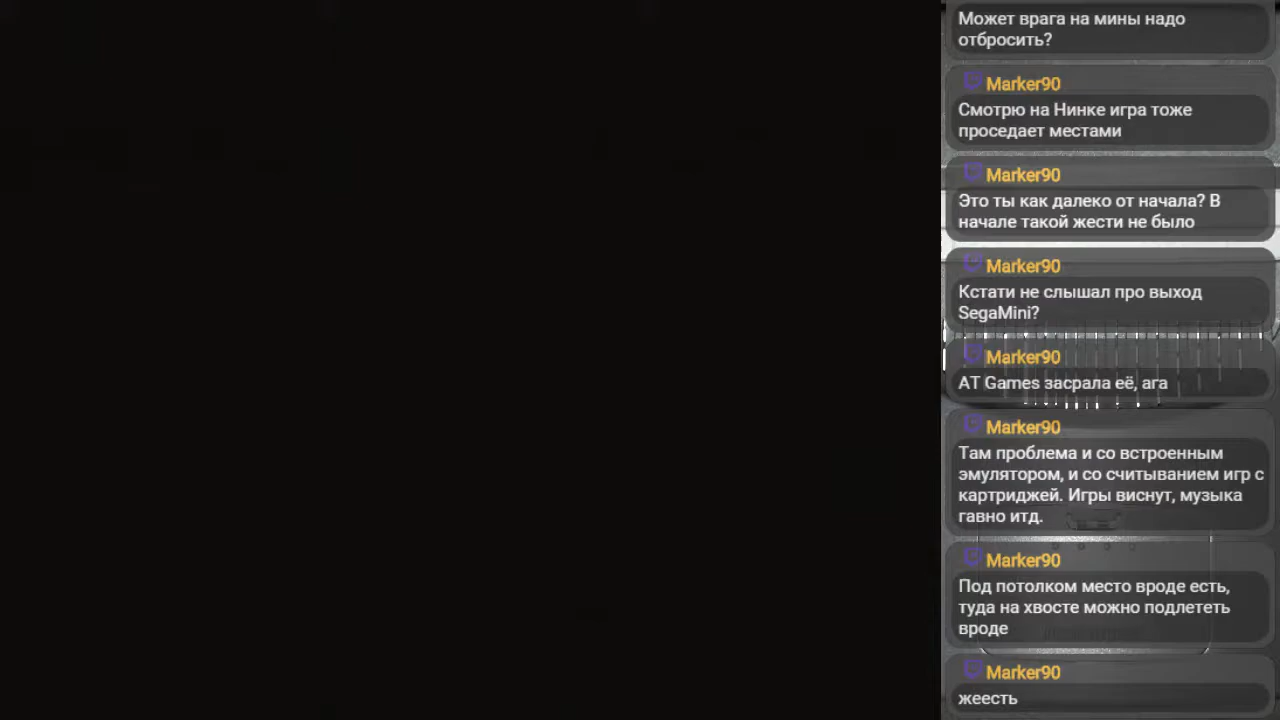 Может врага на мины надо
отбросить?
Marker90
Смотрю на Нинке игра тоже
проседает местами
Marker90
Это ты как далеко от начала? В
начале такой жести не было
Marker90
Кстати не слышал про выход
SegaMini?
Marker90
AT Games засрала её, ага
Marker90
Там проблема и со встроенным
эмулятором, и со считыванием игр с
картриджей. Игры виснут, музыка
гавно итд.
Marker90
Под потолком место вроде есть,
туда на хвосте можно подлететь
вроде
Marker90
жеесть